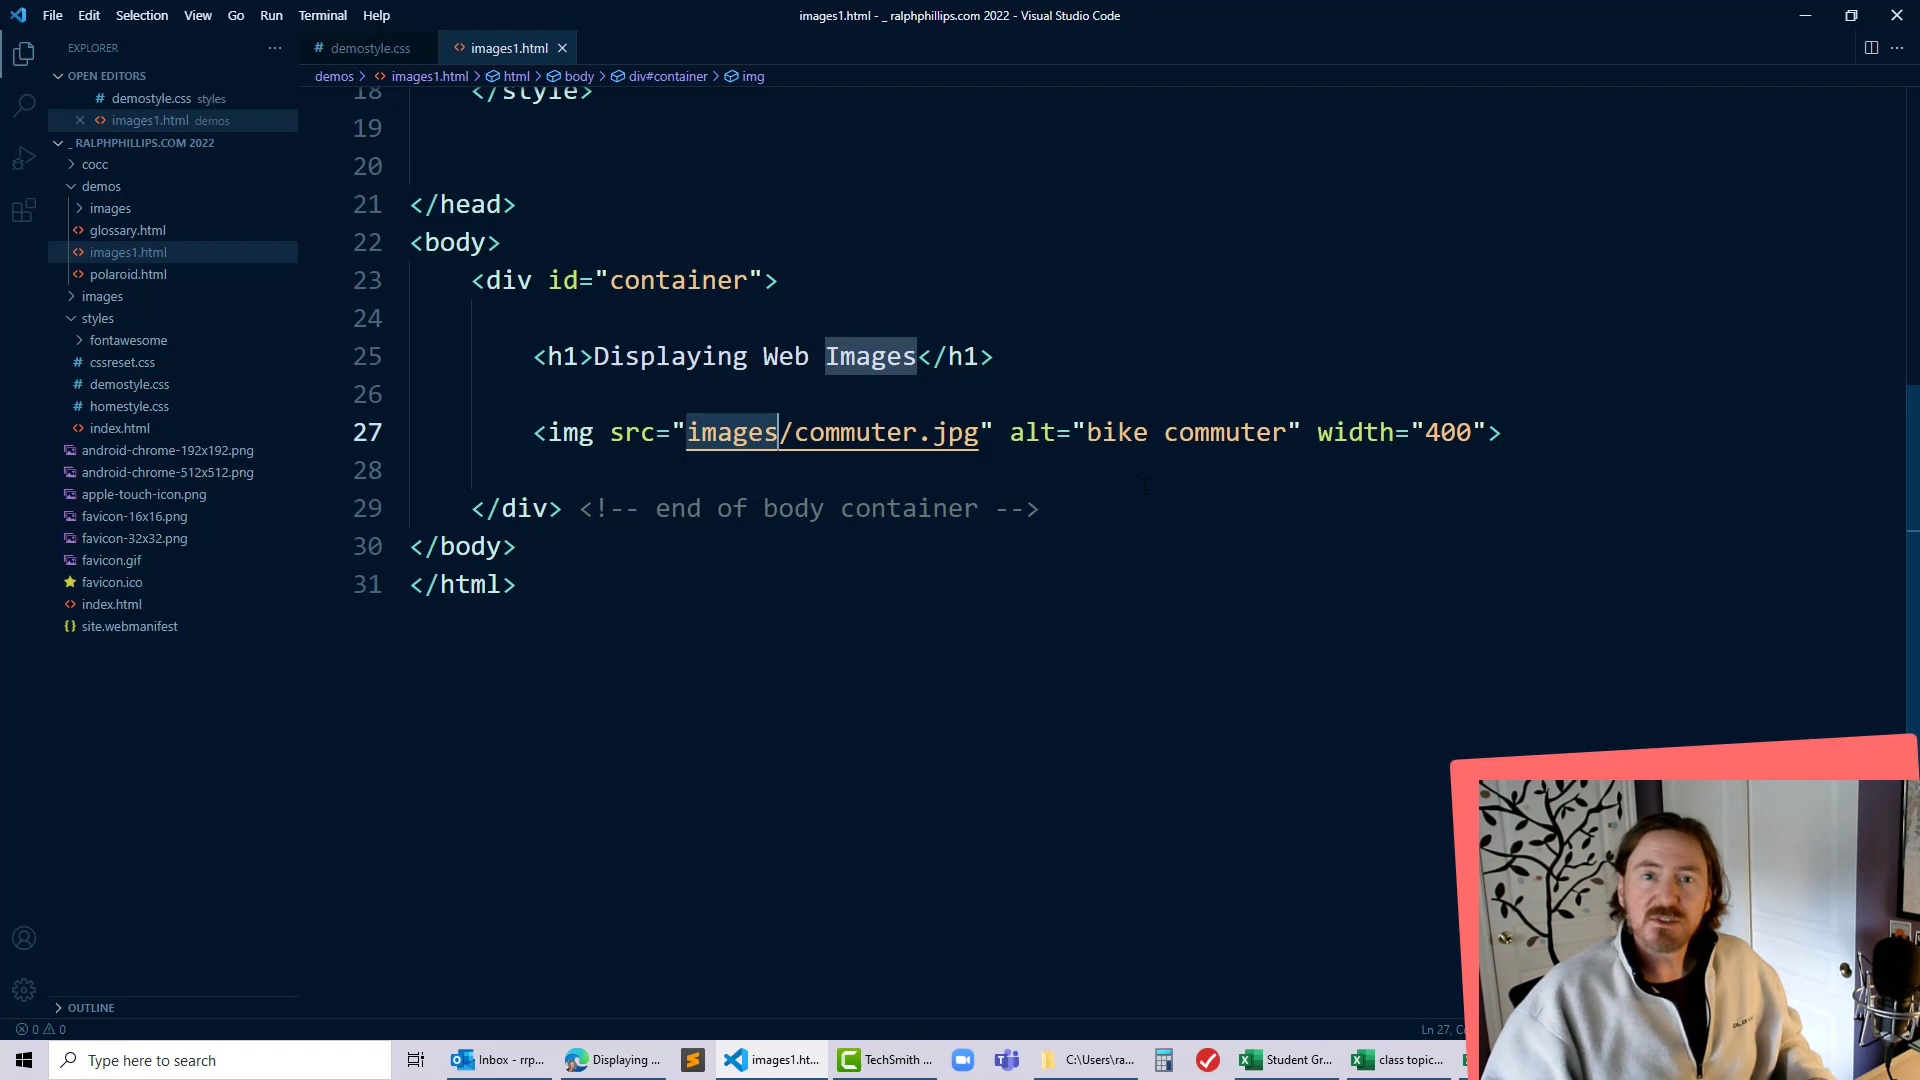 File Edit Selection View Go Run Terminal Help
images1.html - _ ralphphillips.com 2022 - Visual Studio Code
EXPLORER
# demostyle.css
<> images1.html
OPEN EDITORS
demos > <> images1.html > html > body > div#container > img
# demostyle.css styles
<> images1.html demos
_ RALPHPHILLIPS.COM 2022
cocc
demos
images
glossary.html
images1.html
polaroid.html
images
styles
fontawesome
# cssreset.css
# demostyle.css
# homestyle.css
<> index.html
android-chrome-192x192.png
android-chrome-512x512.png
apple-touch-icon.png
favicon-16x16.png
favicon-32x32.png
favicon.gif
favicon.ico
<> index.html
{} site.webmanifest
OUTLINE
18 </style>
19
20
21 </head>
22 <body>
23 <div id="container">
24
25 <h1>Displaying Web Images</h1>
26
27 <img src="images/commuter.jpg" alt="bike commuter" width="400">
28
29 </div> <!-- end of body container -->
30 </body>
31 </html>
0 0
Ln 27,
Type here to search
Inbox - rrp...
Displaying ...
images1.ht...
TechSmith ...
C:\Users\ra...
Student Gr...
class topic...